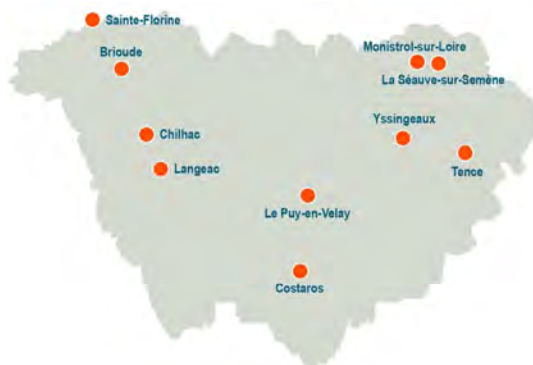 Sainte-Florine
Brioude
Monistrol-sur-Loire
La Séauve-sur-Semène
Chilhac
Yssingeaux
Langeac
Tence
Le Puy-en-Velay
Costaros